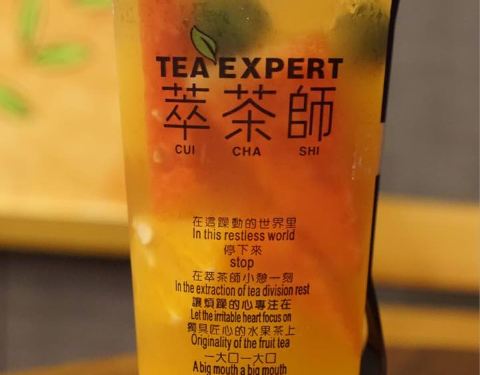 TEA EXPERT
萃茶師
CUI CHA SHI
在這躁動的世界里
In this restless world
停下來
stop
在萃茶師小憩一刻
In the extraction of tea division rest
讓煩躁的心專注在
Let the irritable heart focus on
獨具匠心的水果茶上
Originality of the fruit tea
一大口一大口
A big mouth a big mouth